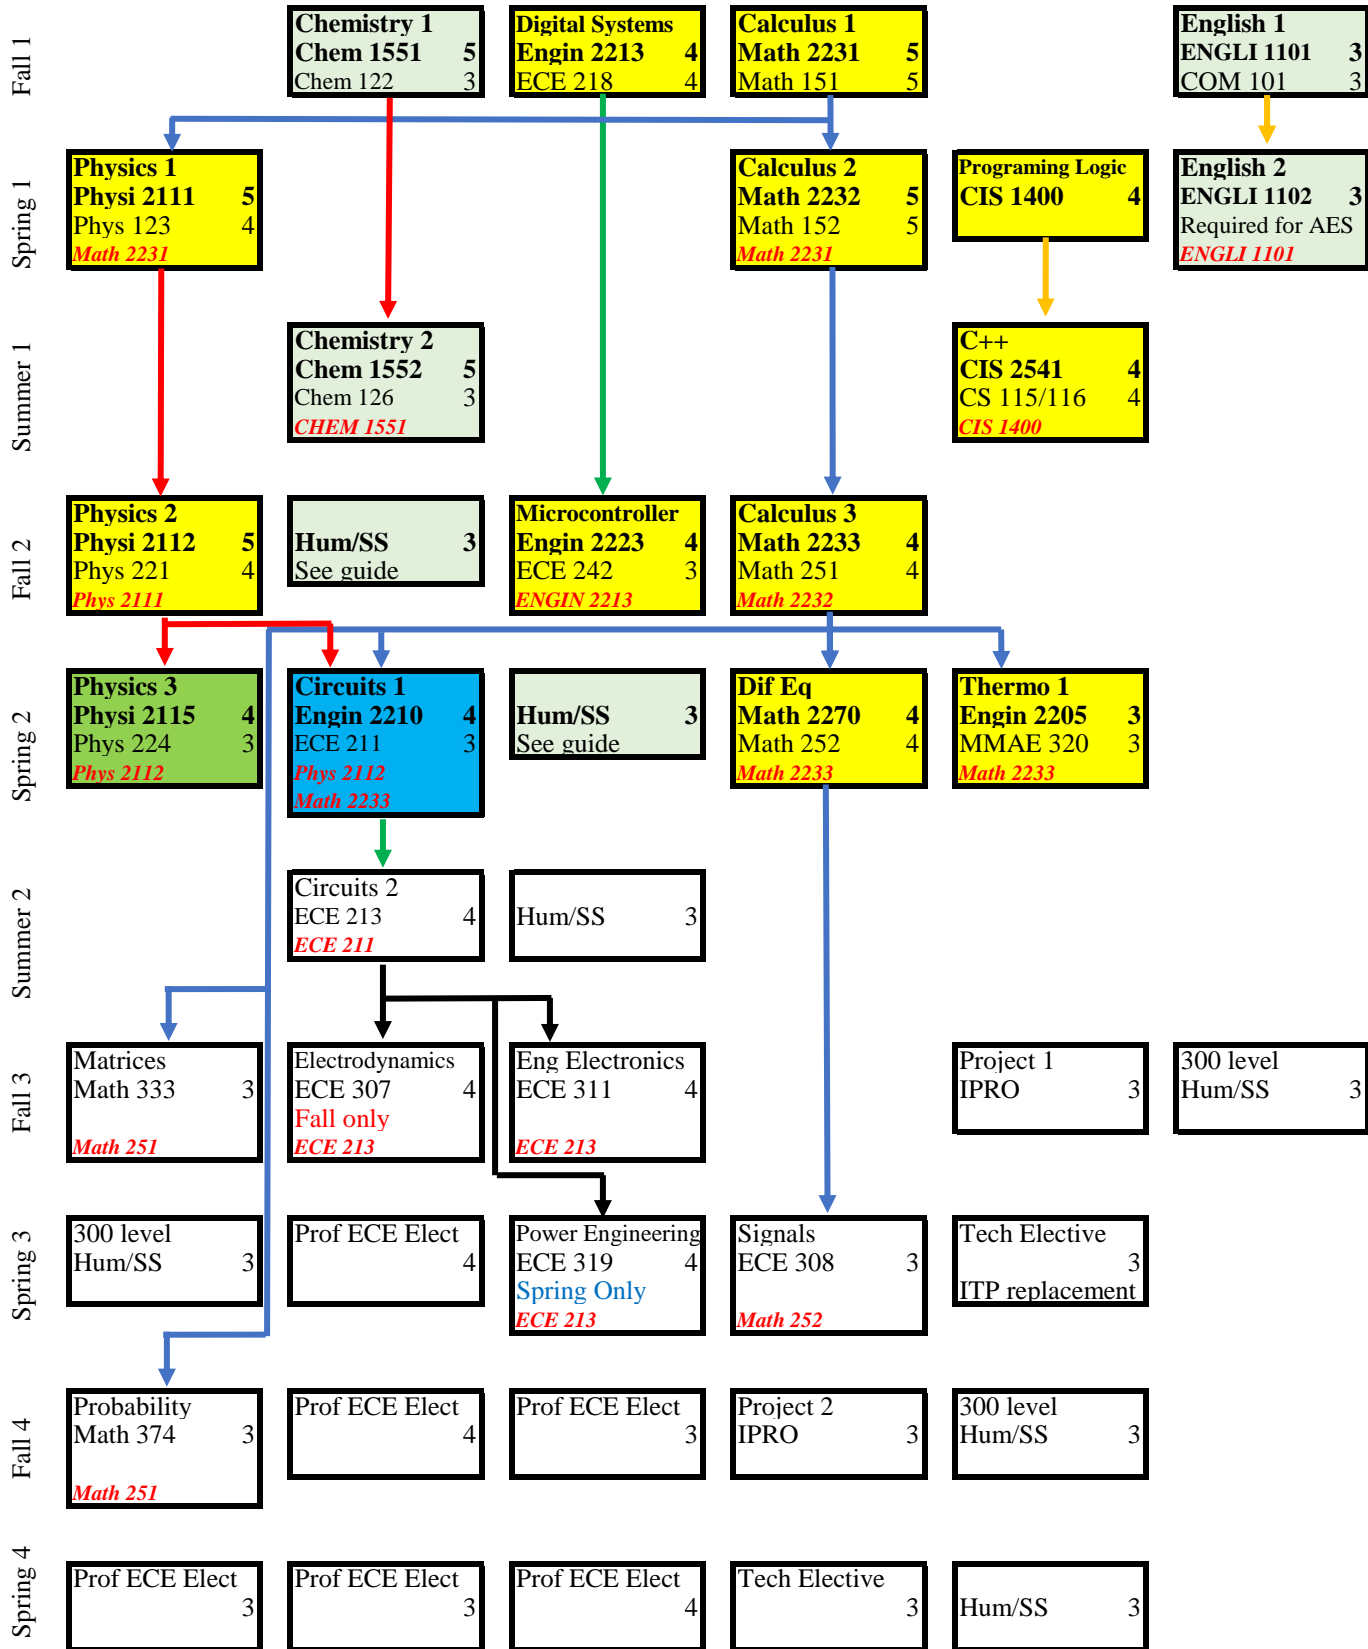 Fall 1
Chemistry 1
Chem 1551 5
Chem 122 3
Digital Systems
Engin 2213 4
ECE 218 4
Calculus 1
Math 2231 5
Math 151 5
English 1
ENGLI 1101 3
COM 101 3
Spring 1
Physics 1
Physi 2111 5
Phys 123 4
Math 2231
Calculus 2
Math 2232 5
Math 152 5
Math 2231
Programing Logic
CIS 1400 4
English 2
ENGLI 1102 3
Required for AES
ENGLI 1101
Summer 1
Chemistry 2
Chem 1552 5
Chem 126 3
CHEM 1551
C++
CIS 2541 4
CS 115/116 4
CIS 1400
Fall 2
Physics 2
Physi 2112 5
Phys 221 4
Phys 2111
Hum/SS 3
See guide
Microcontroller
Engin 2223 4
ECE 242 3
ENGIN 2213
Calculus 3
Math 2233 4
Math 251 4
Math 2232
Spring 2
Physics 3
Physi 2115 4
Phys 224 3
Phys 2112
Circuits 1
Engin 2210 4
ECE 211 3
Phys 2112
Math 2233
Hum/SS 3
See guide
Dif Eq
Math 2270 4
Math 252 4
Math 2233
Thermo 1
Engin 2205 3
MMAE 320 3
Math 2233
Summer 2
Circuits 2
ECE 213 4
ECE 211
Hum/SS 3
Fall 3
Matrices
Math 333 3
Math 251
Electrodynamics
ECE 307 4
Fall only
ECE 213
Eng Electronics
ECE 311 4
ECE 213
Project 1
IPRO 3
300 level
Hum/SS 3
Spring 3
300 level
Hum/SS 3
Prof ECE Elect
4
Power Engineering
ECE 319 4
Spring Only
ECE 213
Signals
ECE 308 3
Math 252
Tech Elective
3
ITP replacement
Fall 4
Probability
Math 374 3
Math 251
Prof ECE Elect
4
Prof ECE Elect
3
Project 2
IPRO 3
300 level
Hum/SS 3
Spring 4
Prof ECE Elect
3
Prof ECE Elect
3
Prof ECE Elect
4
Tech Elective
3
Hum/SS 3